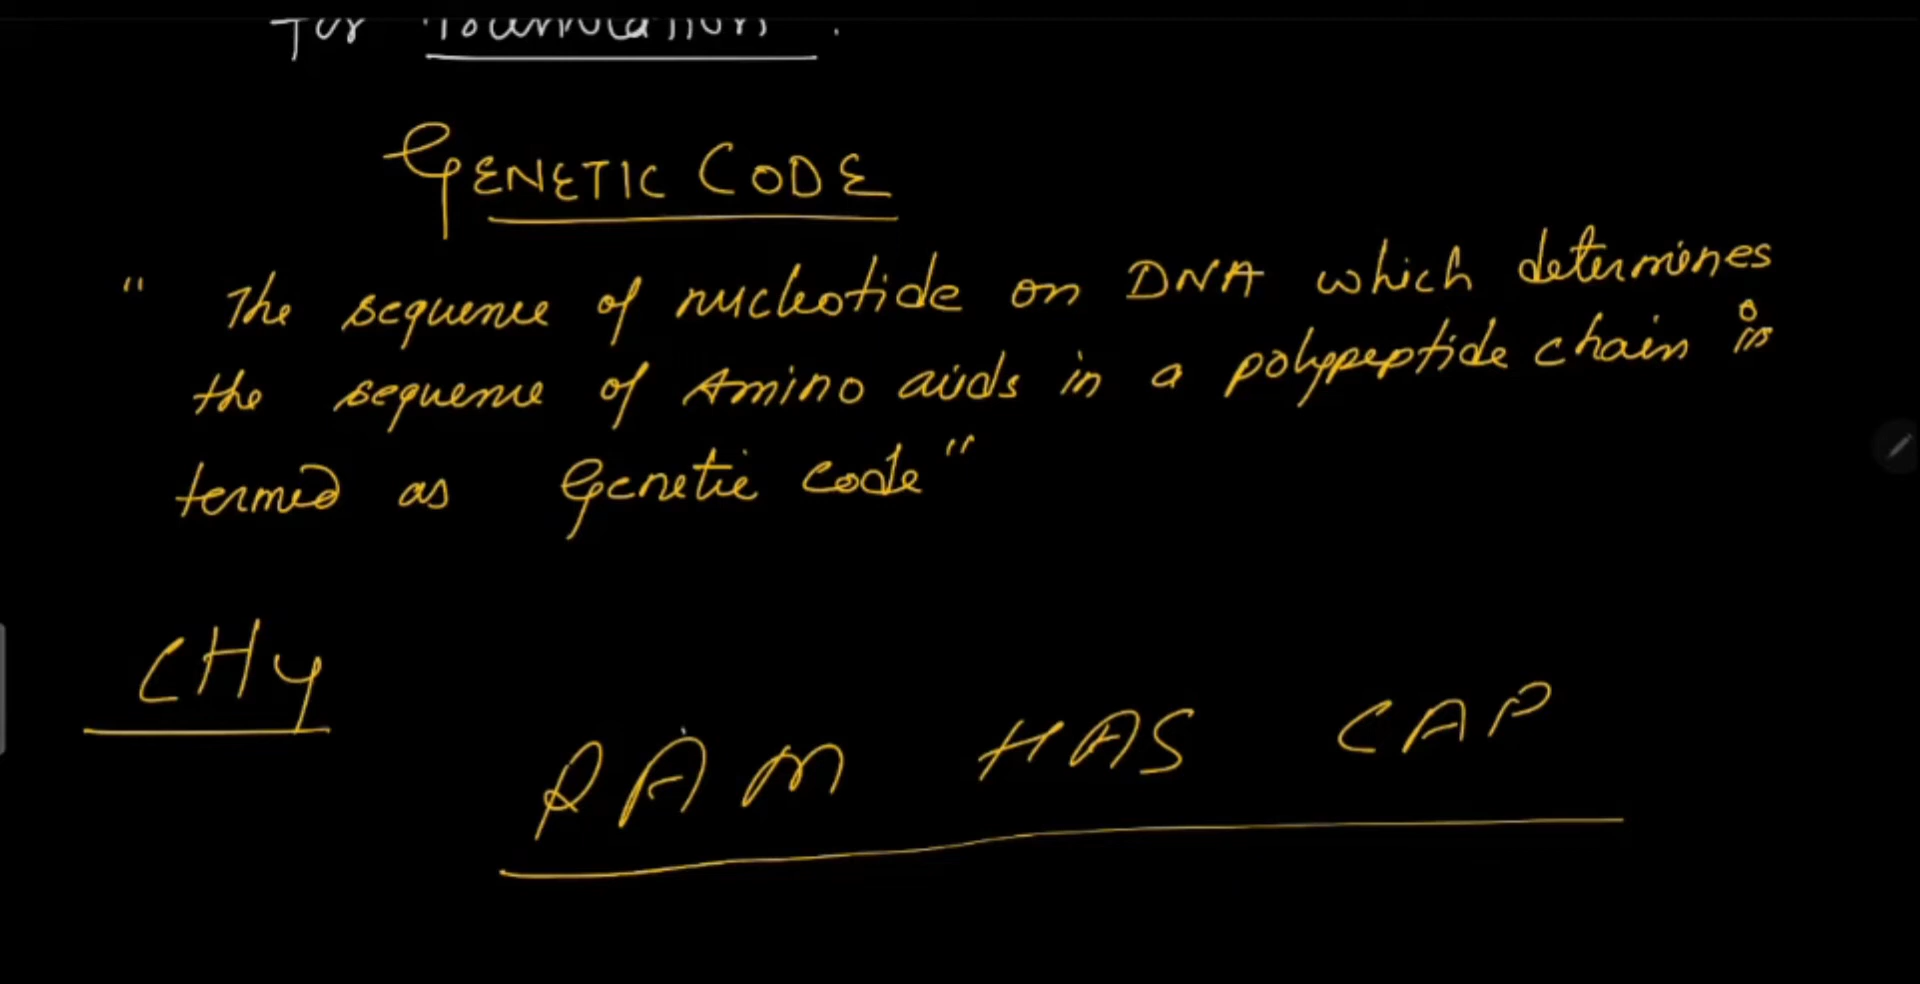 for
GENETIC CODE
" The sequence of nucleotide on DNA which determines
the sequence of Amino acids in a polypeptide chain is
termed as Genetic code "
CHy
RAM HAS CAP